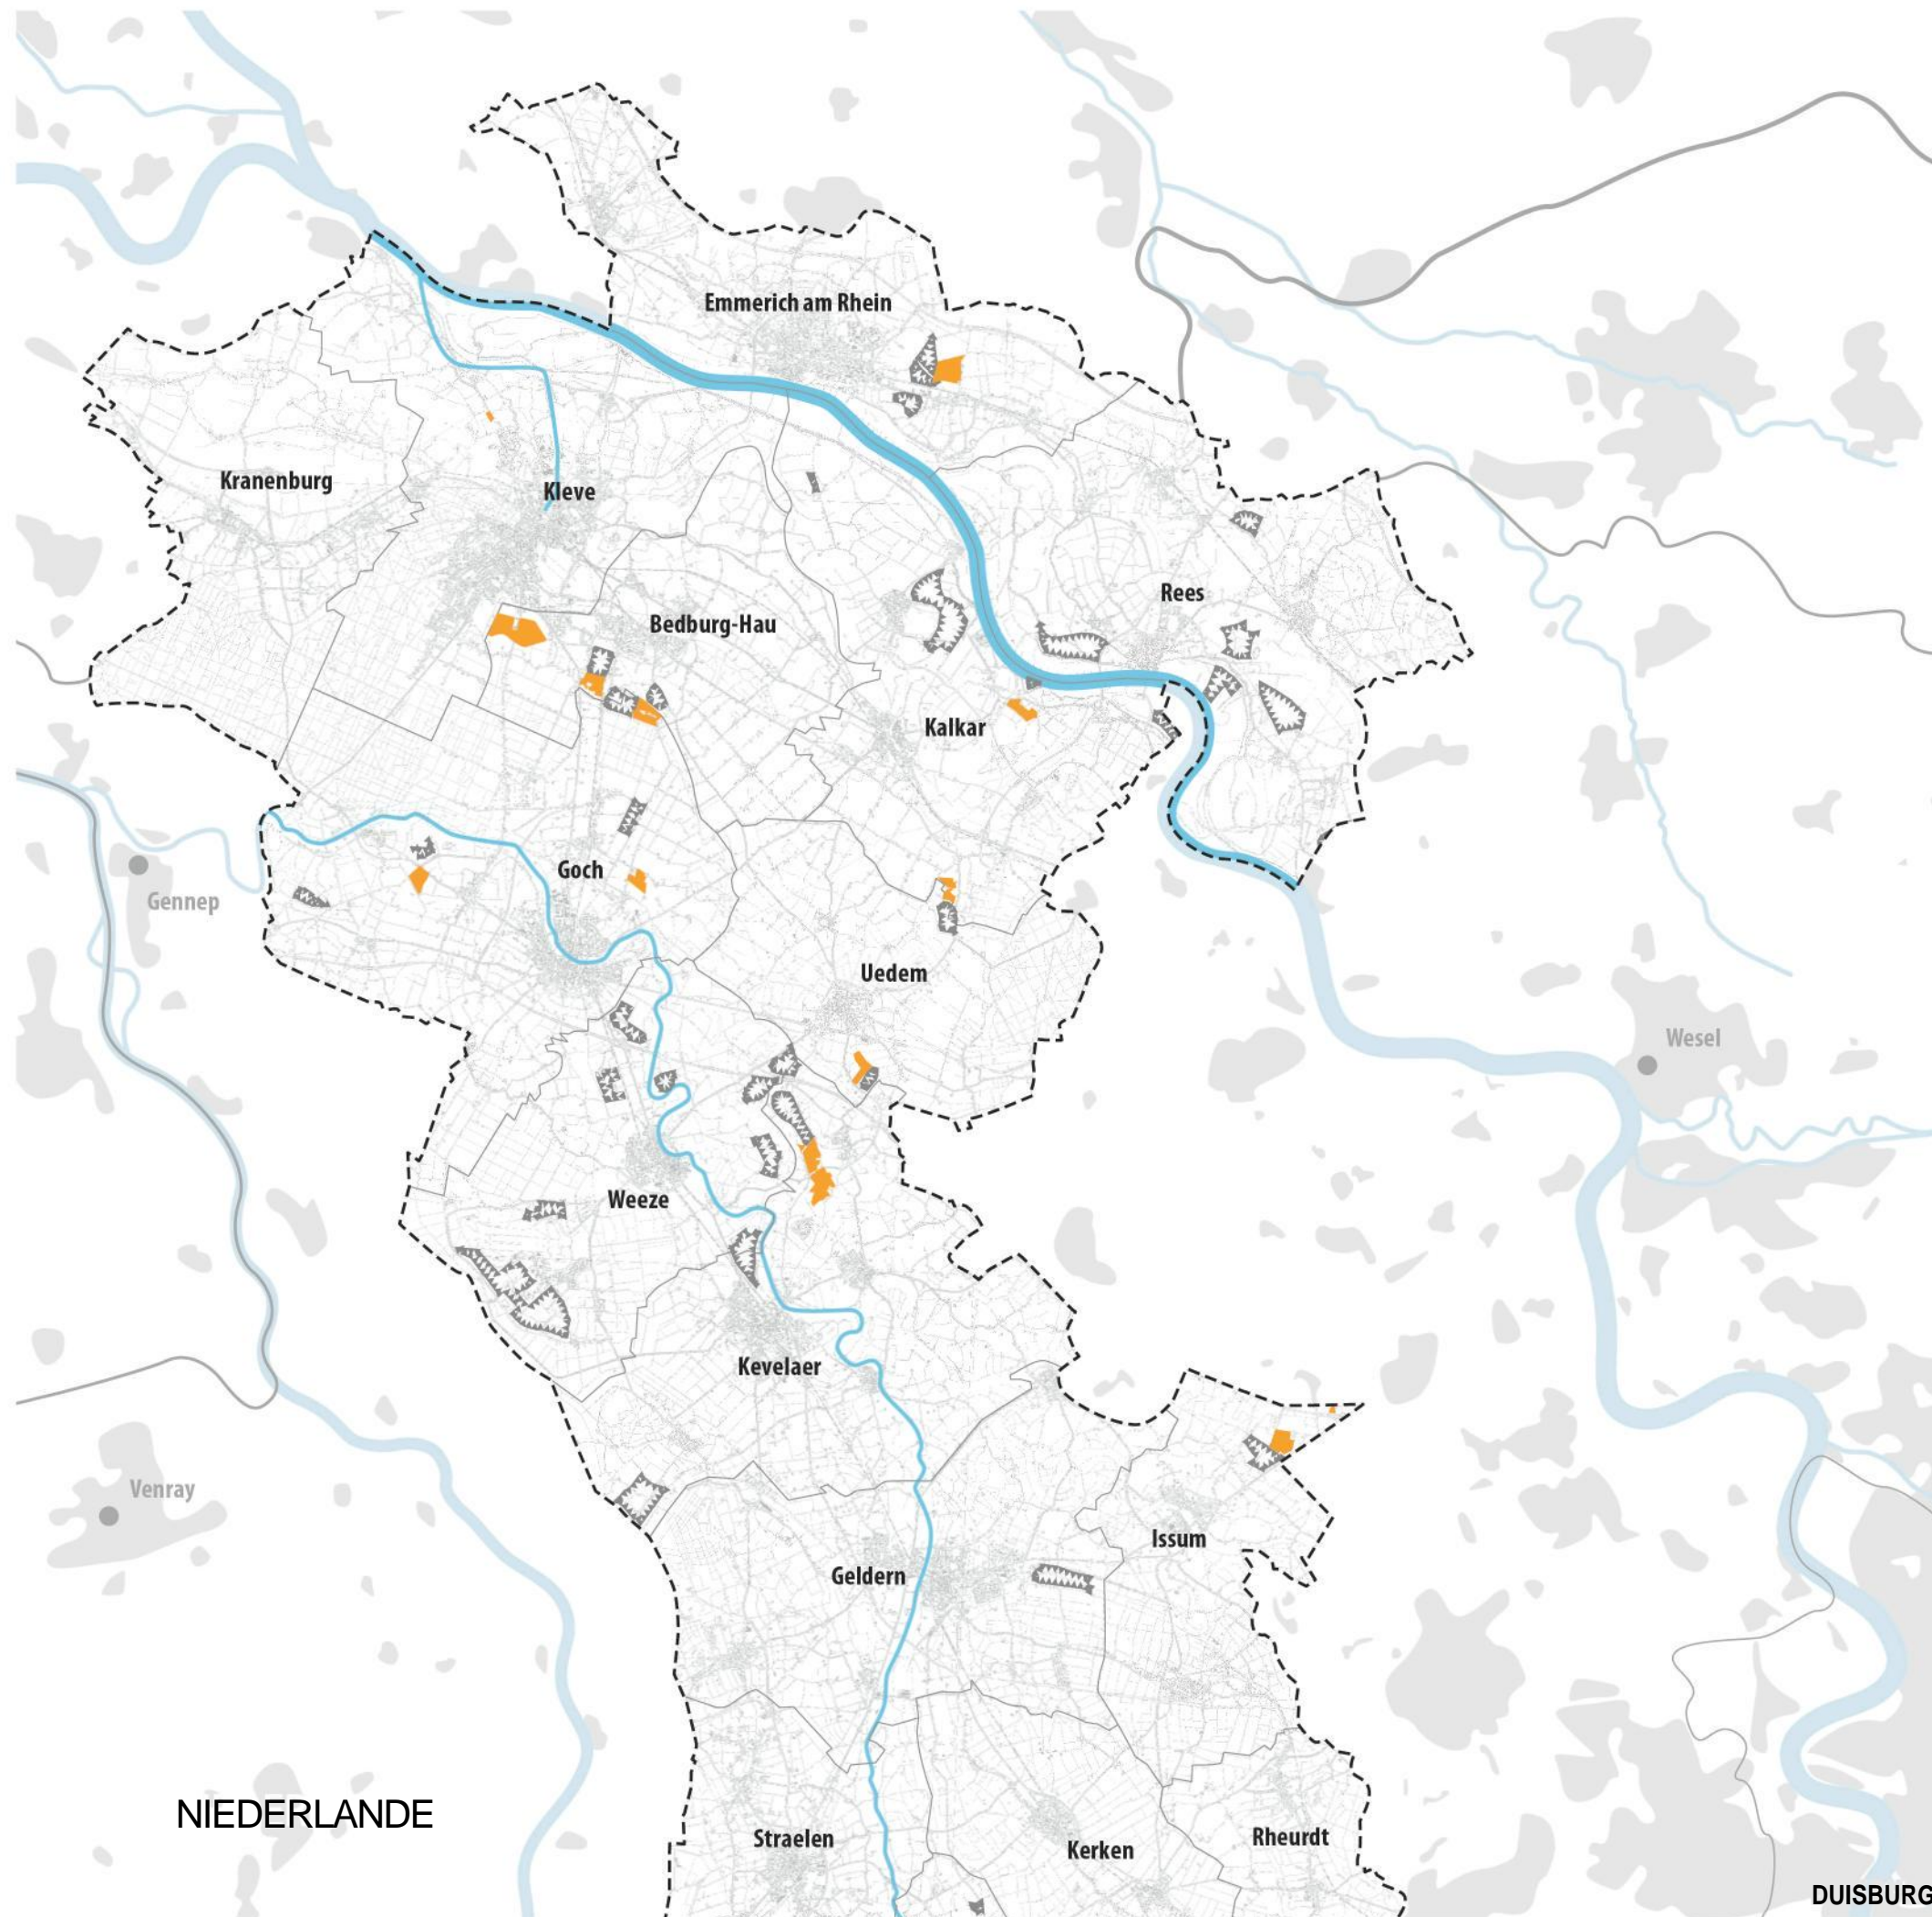 Emmerich am Rhein
Kranenburg
Kleve
Rees
Bedburg-Hau
Kalkar
Goch
Gennep
Uedem
Wesel
Weeze
Kevelaer
Venray
Issum
Geldern
NIEDERLANDE
Straelen
Kerken
Rheurdt
DUISBURG